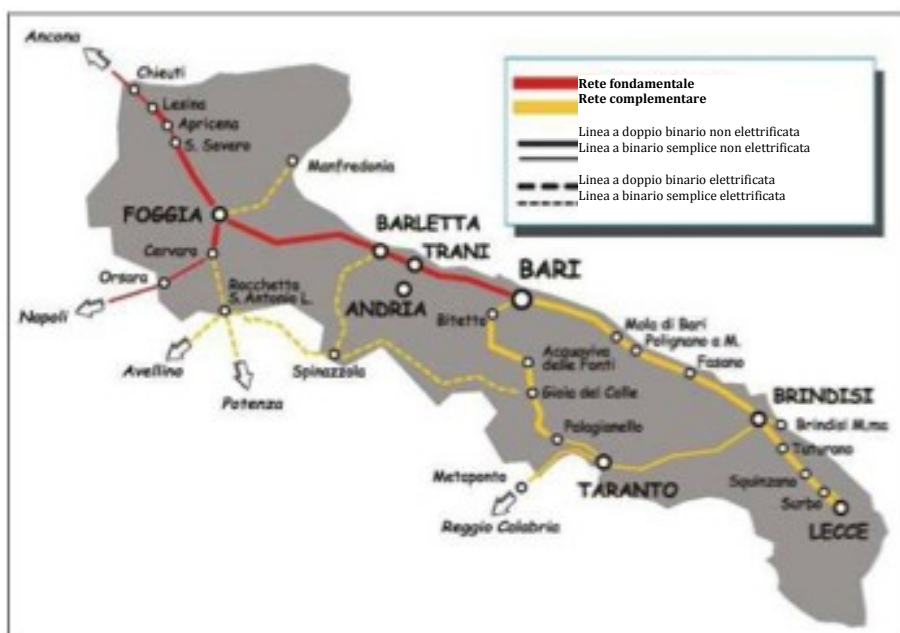 Ancona
Chieuti
Lesina
Apricena
S. Severo
Manfredonia
FOGGIA
BARLETTA
TRANI
Cervara
BARI
Orsara
Rocchetta
S. Antonio L.
ANDRIA
Napoli
Bitetto
Mola di Bari
Polignano a M.
Avellino
Spinazzola
Acquaviva
delle Fonti
Fasano
Potenza
Gioia del Colle
BRINDISI
Brindisi M.ma
Palagianello
Tuturano
Metaponto
TARANTO
Squinzano
Surbo
Reggio Calabria
LECCE
Rete fondamentale
Rete complementare
Linea a doppio binario non elettrificata
Linea a binario semplice non elettrificata
Linea a doppio binario elettrificata
Linea a binario semplice elettrificata